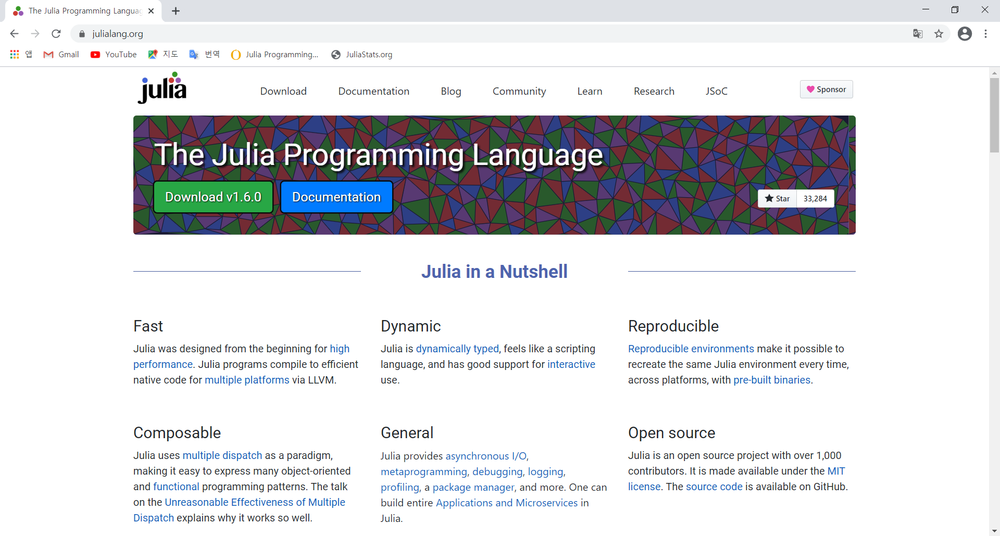 The Julia Programming Languag
julialang.org
앱
Gmail
YouTube
지도
번역
Julia Programming...
JuliaStats.org
julia
Download
Documentation
Blog
Community
Learn
Research
JSoC
Sponsor
The Julia Programming Language
Download v1.6.0
Documentation
Star
33,284
Julia in a Nutshell
Fast
Julia was designed from the beginning for high
performance. Julia programs compile to efficient
native code for multiple platforms via LLVM.
Dynamic
Julia is dynamically typed, feels like a scripting
language, and has good support for interactive
use.
Reproducible
Reproducible environments make it possible to
recreate the same Julia environment every time,
across platforms, with pre-built binaries.
Composable
Julia uses multiple dispatch as a paradigm,
making it easy to express many object-oriented
and functional programming patterns. The talk
on the Unreasonable Effectiveness of Multiple
Dispatch explains why it works so well.
General
Julia provides asynchronous I/O,
metaprogramming, debugging, logging,
profiling, a package manager, and more. One can
build entire Applications and Microservices in
Julia.
Open source
Julia is an open source project with over 1,000
contributors. It is made available under the MIT
license. The source code is available on GitHub.